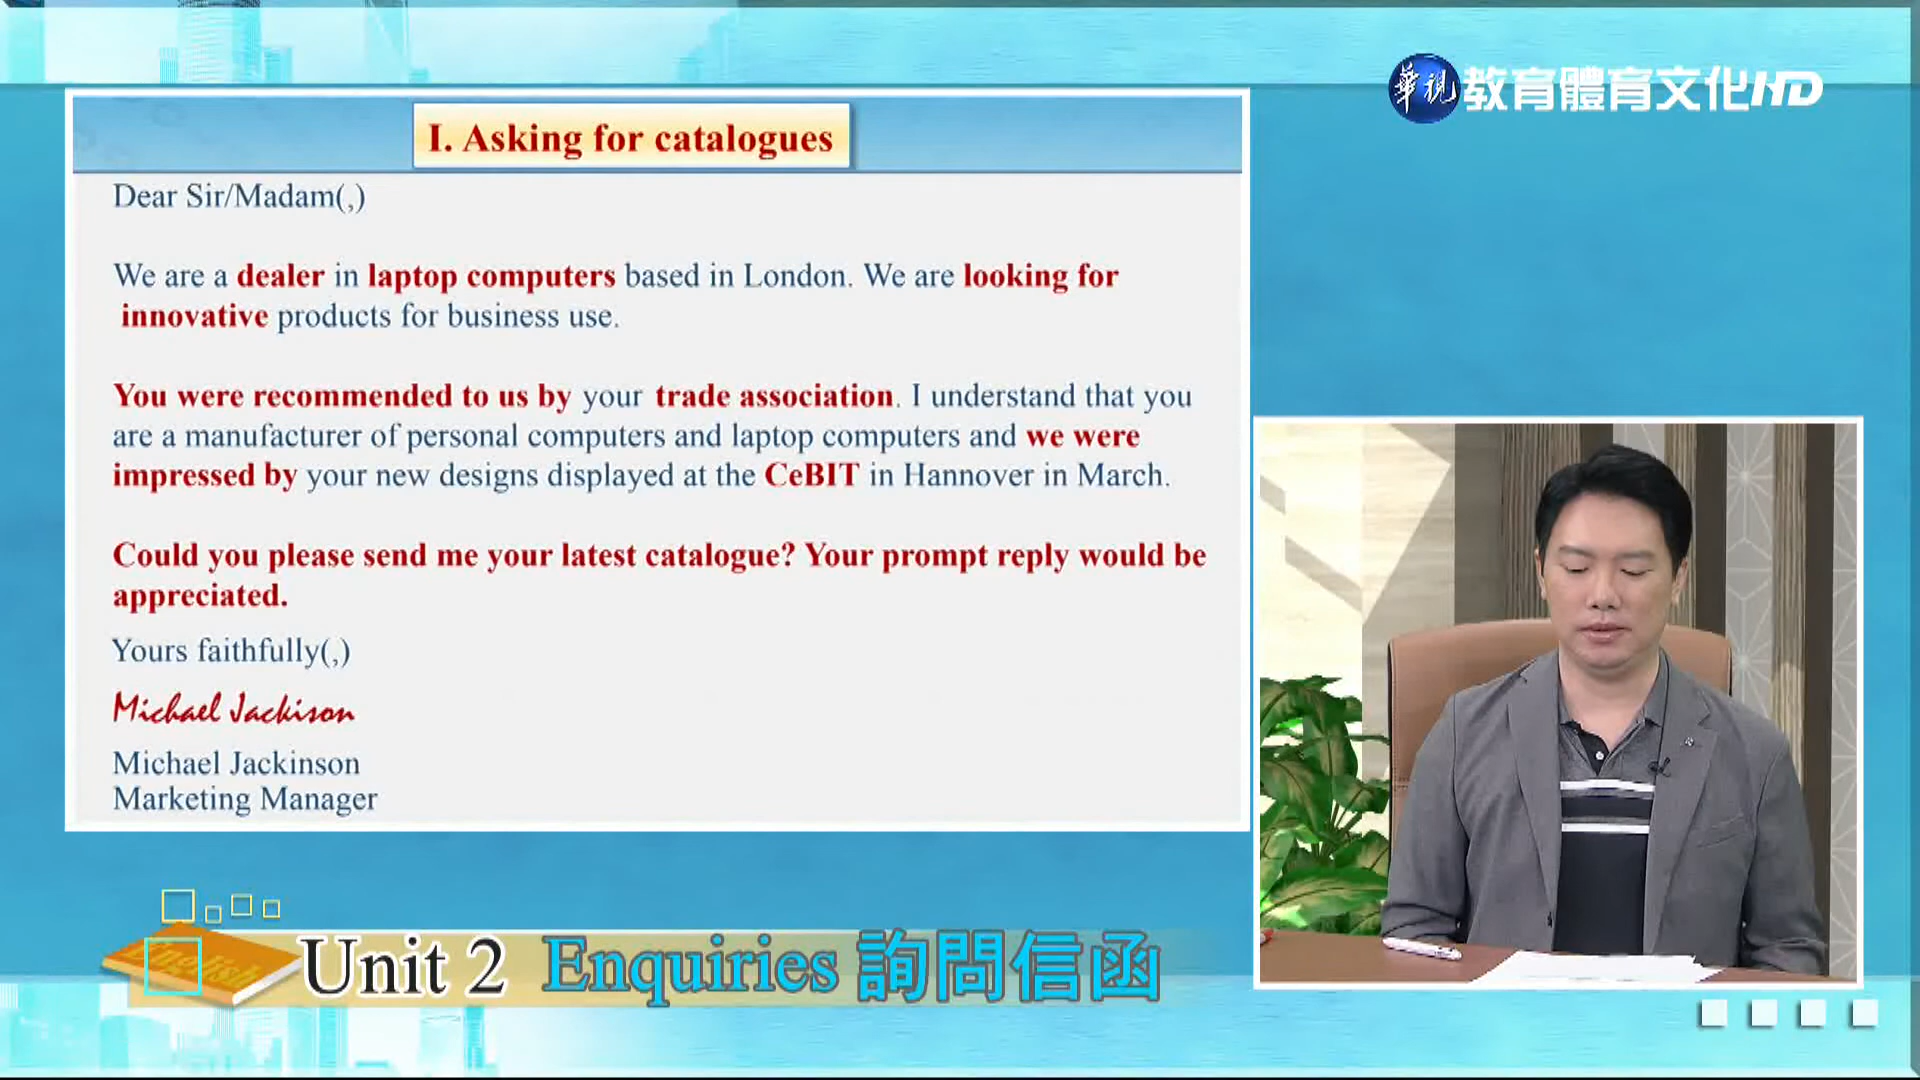 華視 教育體育文化HD
I. Asking for catalogues
Dear Sir/Madam(,)
We are a dealer in laptop computers based in London. We are looking for
innovative products for business use.
You were recommended to us by your trade association. I understand that you
are a manufacturer of personal computers and laptop computers and we were
impressed by your new designs displayed at the CeBIT in Hannover in March.
Could you please send me your latest catalogue? Your prompt reply would be
appreciated.
Yours faithfully(,)
Michael Jackison
Michael Jackinson
Marketing Manager
English
Unit 2 Enquiries 詢問信函